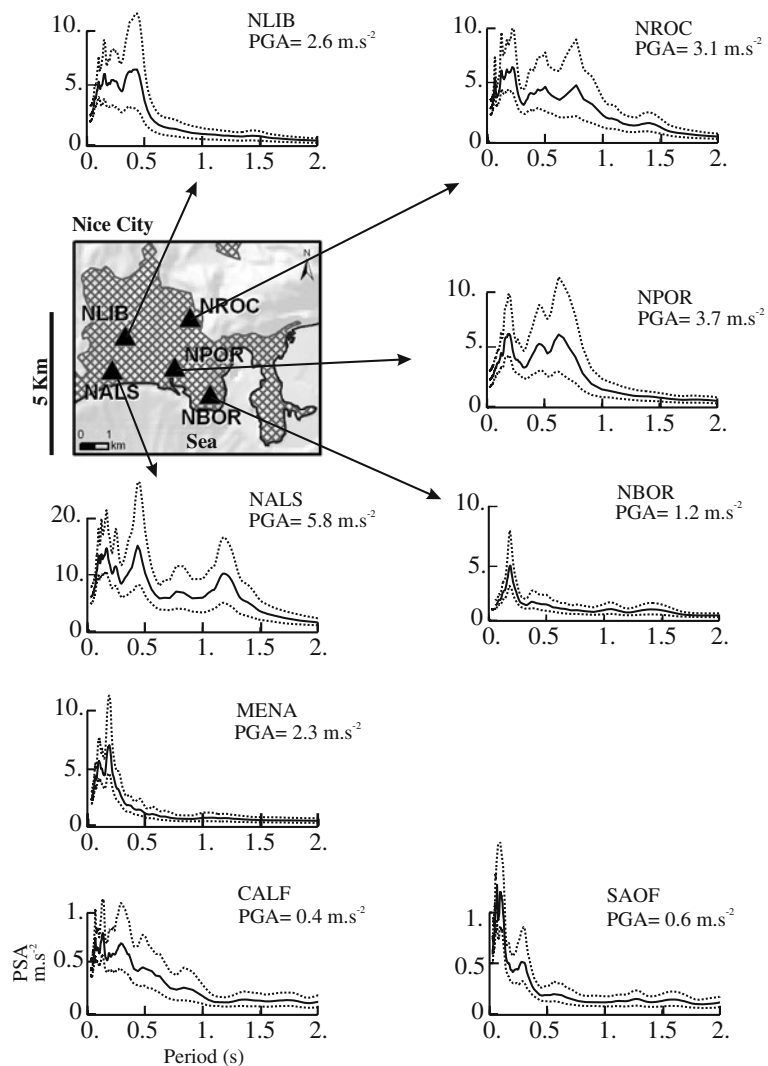 NLIB
PGA= 2.6 m.s⁻²
10.
5.
0.
0. 0.5 1. 1.5 2.
NROC
PGA= 3.1 m.s⁻²
10.
5.
0.
0. 0.5 1. 1.5 2.
Nice City
N
NLIB
NROC
NPOR
NALS
NBOR
Sea
0 1
km
5 Km
NPOR
PGA= 3.7 m.s⁻²
10.
5.
0.
0. 0.5 1. 1.5 2.
NALS
PGA= 5.8 m.s⁻²
20.
10.
0.
0. 0.5 1. 1.5 2.
NBOR
PGA= 1.2 m.s⁻²
10.
5.
0.
0. 0.5 1. 1.5 2.
MENA
PGA= 2.3 m.s⁻²
10.
5.
0.
0. 0.5 1. 1.5 2.
CALF
PGA= 0.4 m.s⁻²
1.
0.5
0.
0. 0.5 1. 1.5 2.
PSA
m.s⁻²
Period (s)
SAOF
PGA= 0.6 m.s⁻²
1.
0.5
0.
0. 0.5 1. 1.5 2.